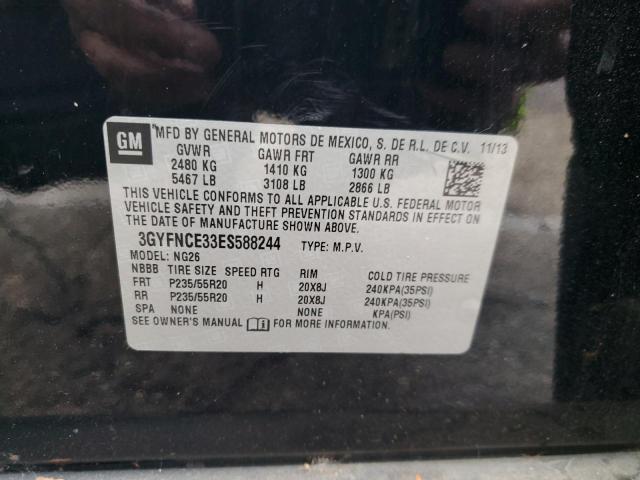 GM MFD BY GENERAL MOTORS DE MEXICO, S. DE R.L. DE C.V. 11/13
GVWR GAWR FRT GAWR RR
2480 KG 1410 KG 1300 KG
5467 LB 3108 LB 2866 LB
THIS VEHICLE CONFORMS TO ALL APPLICABLE U.S. FEDERAL MOTOR
VEHICLE SAFETY AND THEFT PREVENTION STANDARDS IN EFFECT ON
THE DATE OF MANUFACTURE SHOWN ABOVE.
3GYFNCE33ES588244 TYPE: M.P.V.
MODEL: NG26
NBBB TIRE SIZE SPEED RTG RIM COLD TIRE PRESSURE
FRT P235/55R20 H 20X8J 240KPA(35PSI)
RR P235/55R20 H 20X8J 240KPA(35PSI)
SPA NONE NONE KPA(PSI)
SEE OWNER'S MANUAL FOR MORE INFORMATION.